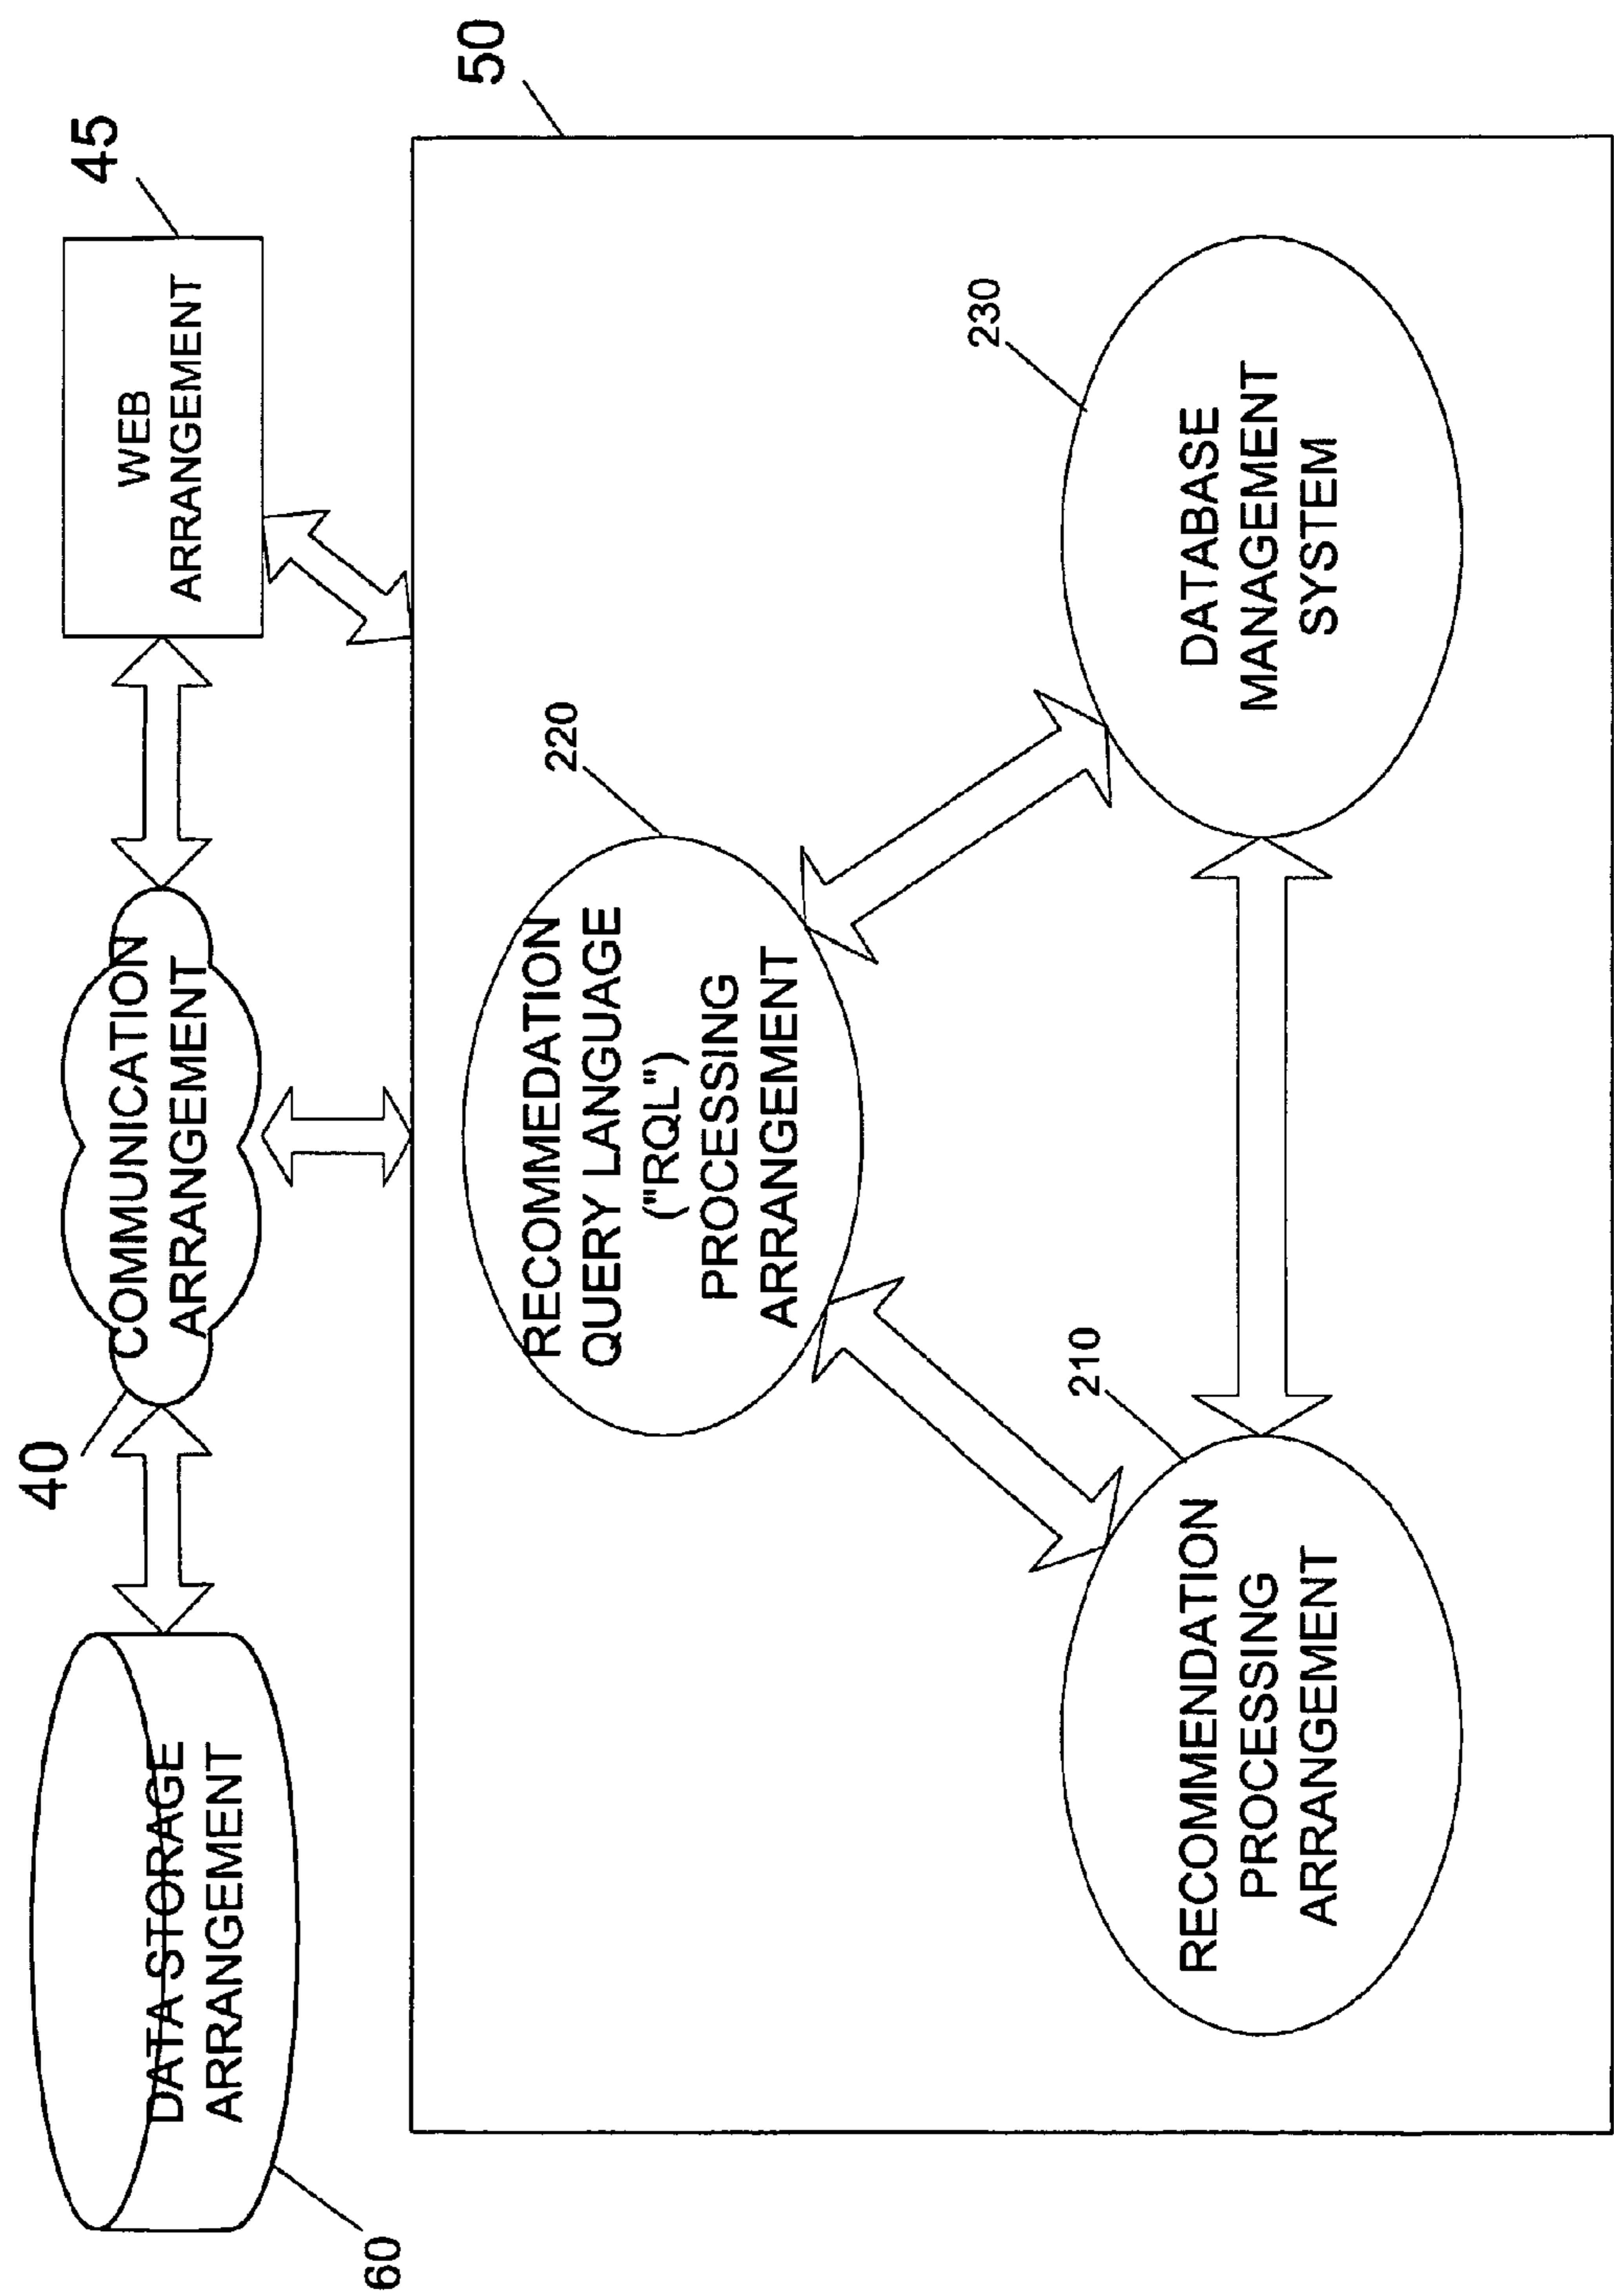 60
DATA STORAGE
ARRANGEMENT
40
COMMUNICATION
ARRANGEMENT
45
WEB
ARRANGEMENT
50
220
RECOMMEDATION
QUERY LANGUAGE
("RQL")
PROCESSING
ARRANGEMENT
210
RECOMMENDATION
PROCESSING
ARRANGEMENT
230
DATABASE
MANAGEMENT
SYSTEM